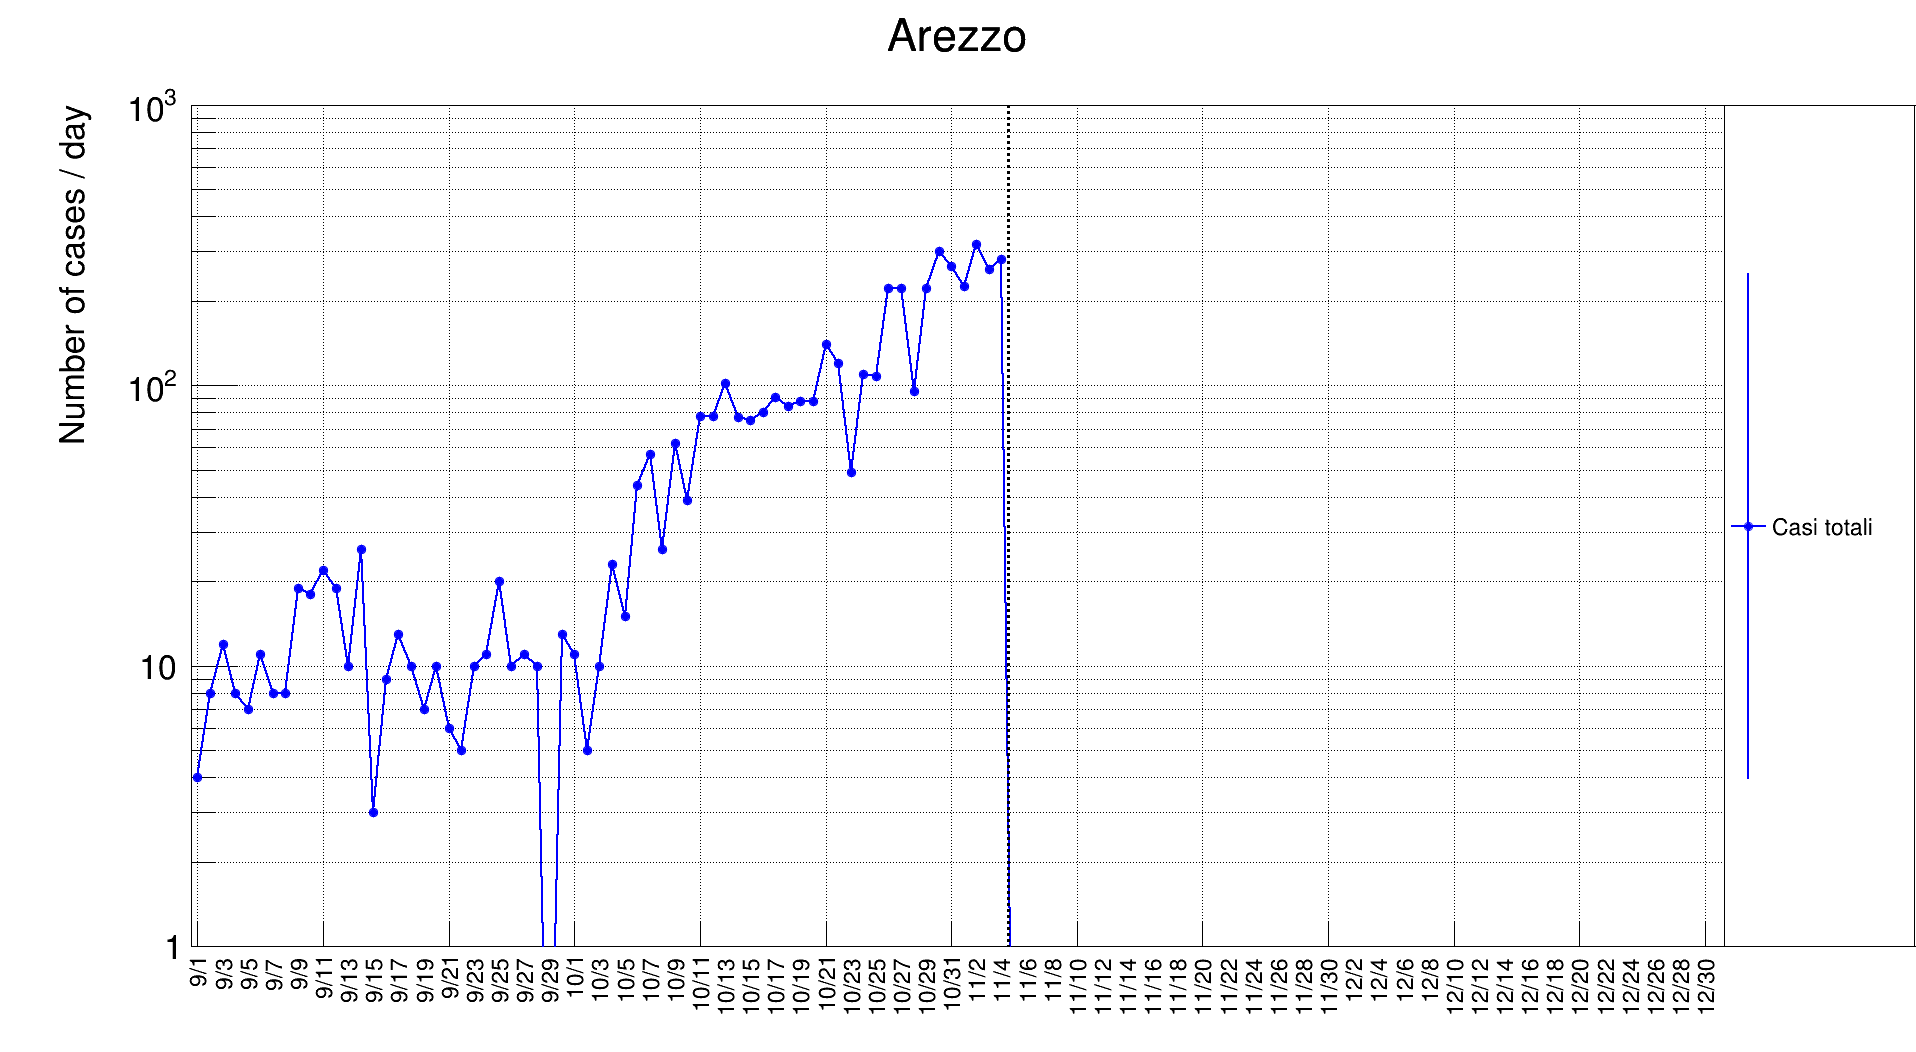 Arezzo
Number of cases / day
10³
10²
10
1
9/1 9/3 9/5 9/7 9/9 9/11 9/13 9/15 9/17 9/19 9/21 9/23 9/25 9/27 9/29 10/1 10/3 10/5 10/7 10/9 10/11 10/13 10/15 10/17 10/19 10/21 10/23 10/25 10/27 10/29 10/31 11/2 11/4 11/6 11/8 11/10 11/12 11/14 11/16 11/18 11/20 11/22 11/24 11/26 11/28 11/30 12/2 12/4 12/6 12/8 12/10 12/12 12/14 12/16 12/18 12/20 12/22 12/24 12/26 12/28 12/30
Casi totali